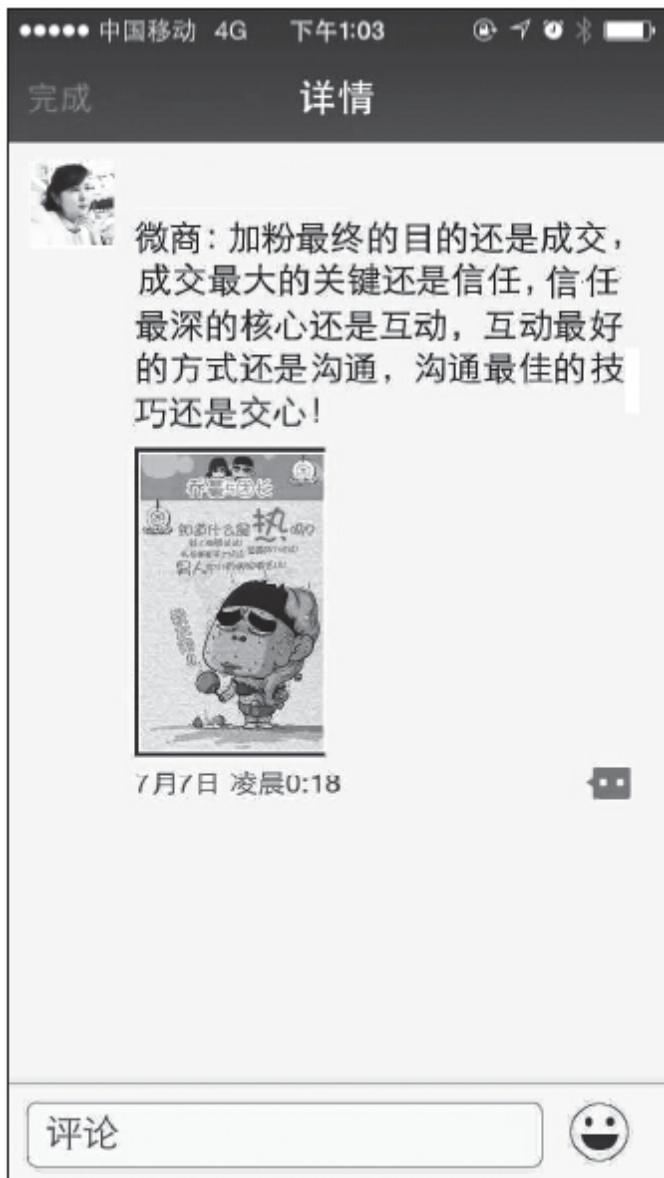 中国移动 4G 下午1:03
完成 详情
微商：加粉最终的目的还是成交，
成交最大的关键还是信任，信任
最深的核心还是互动，互动最好
的方式还是沟通，沟通最佳的技
巧还是交心！
知道什么是热吗？
7月7日 凌晨0:18
评论